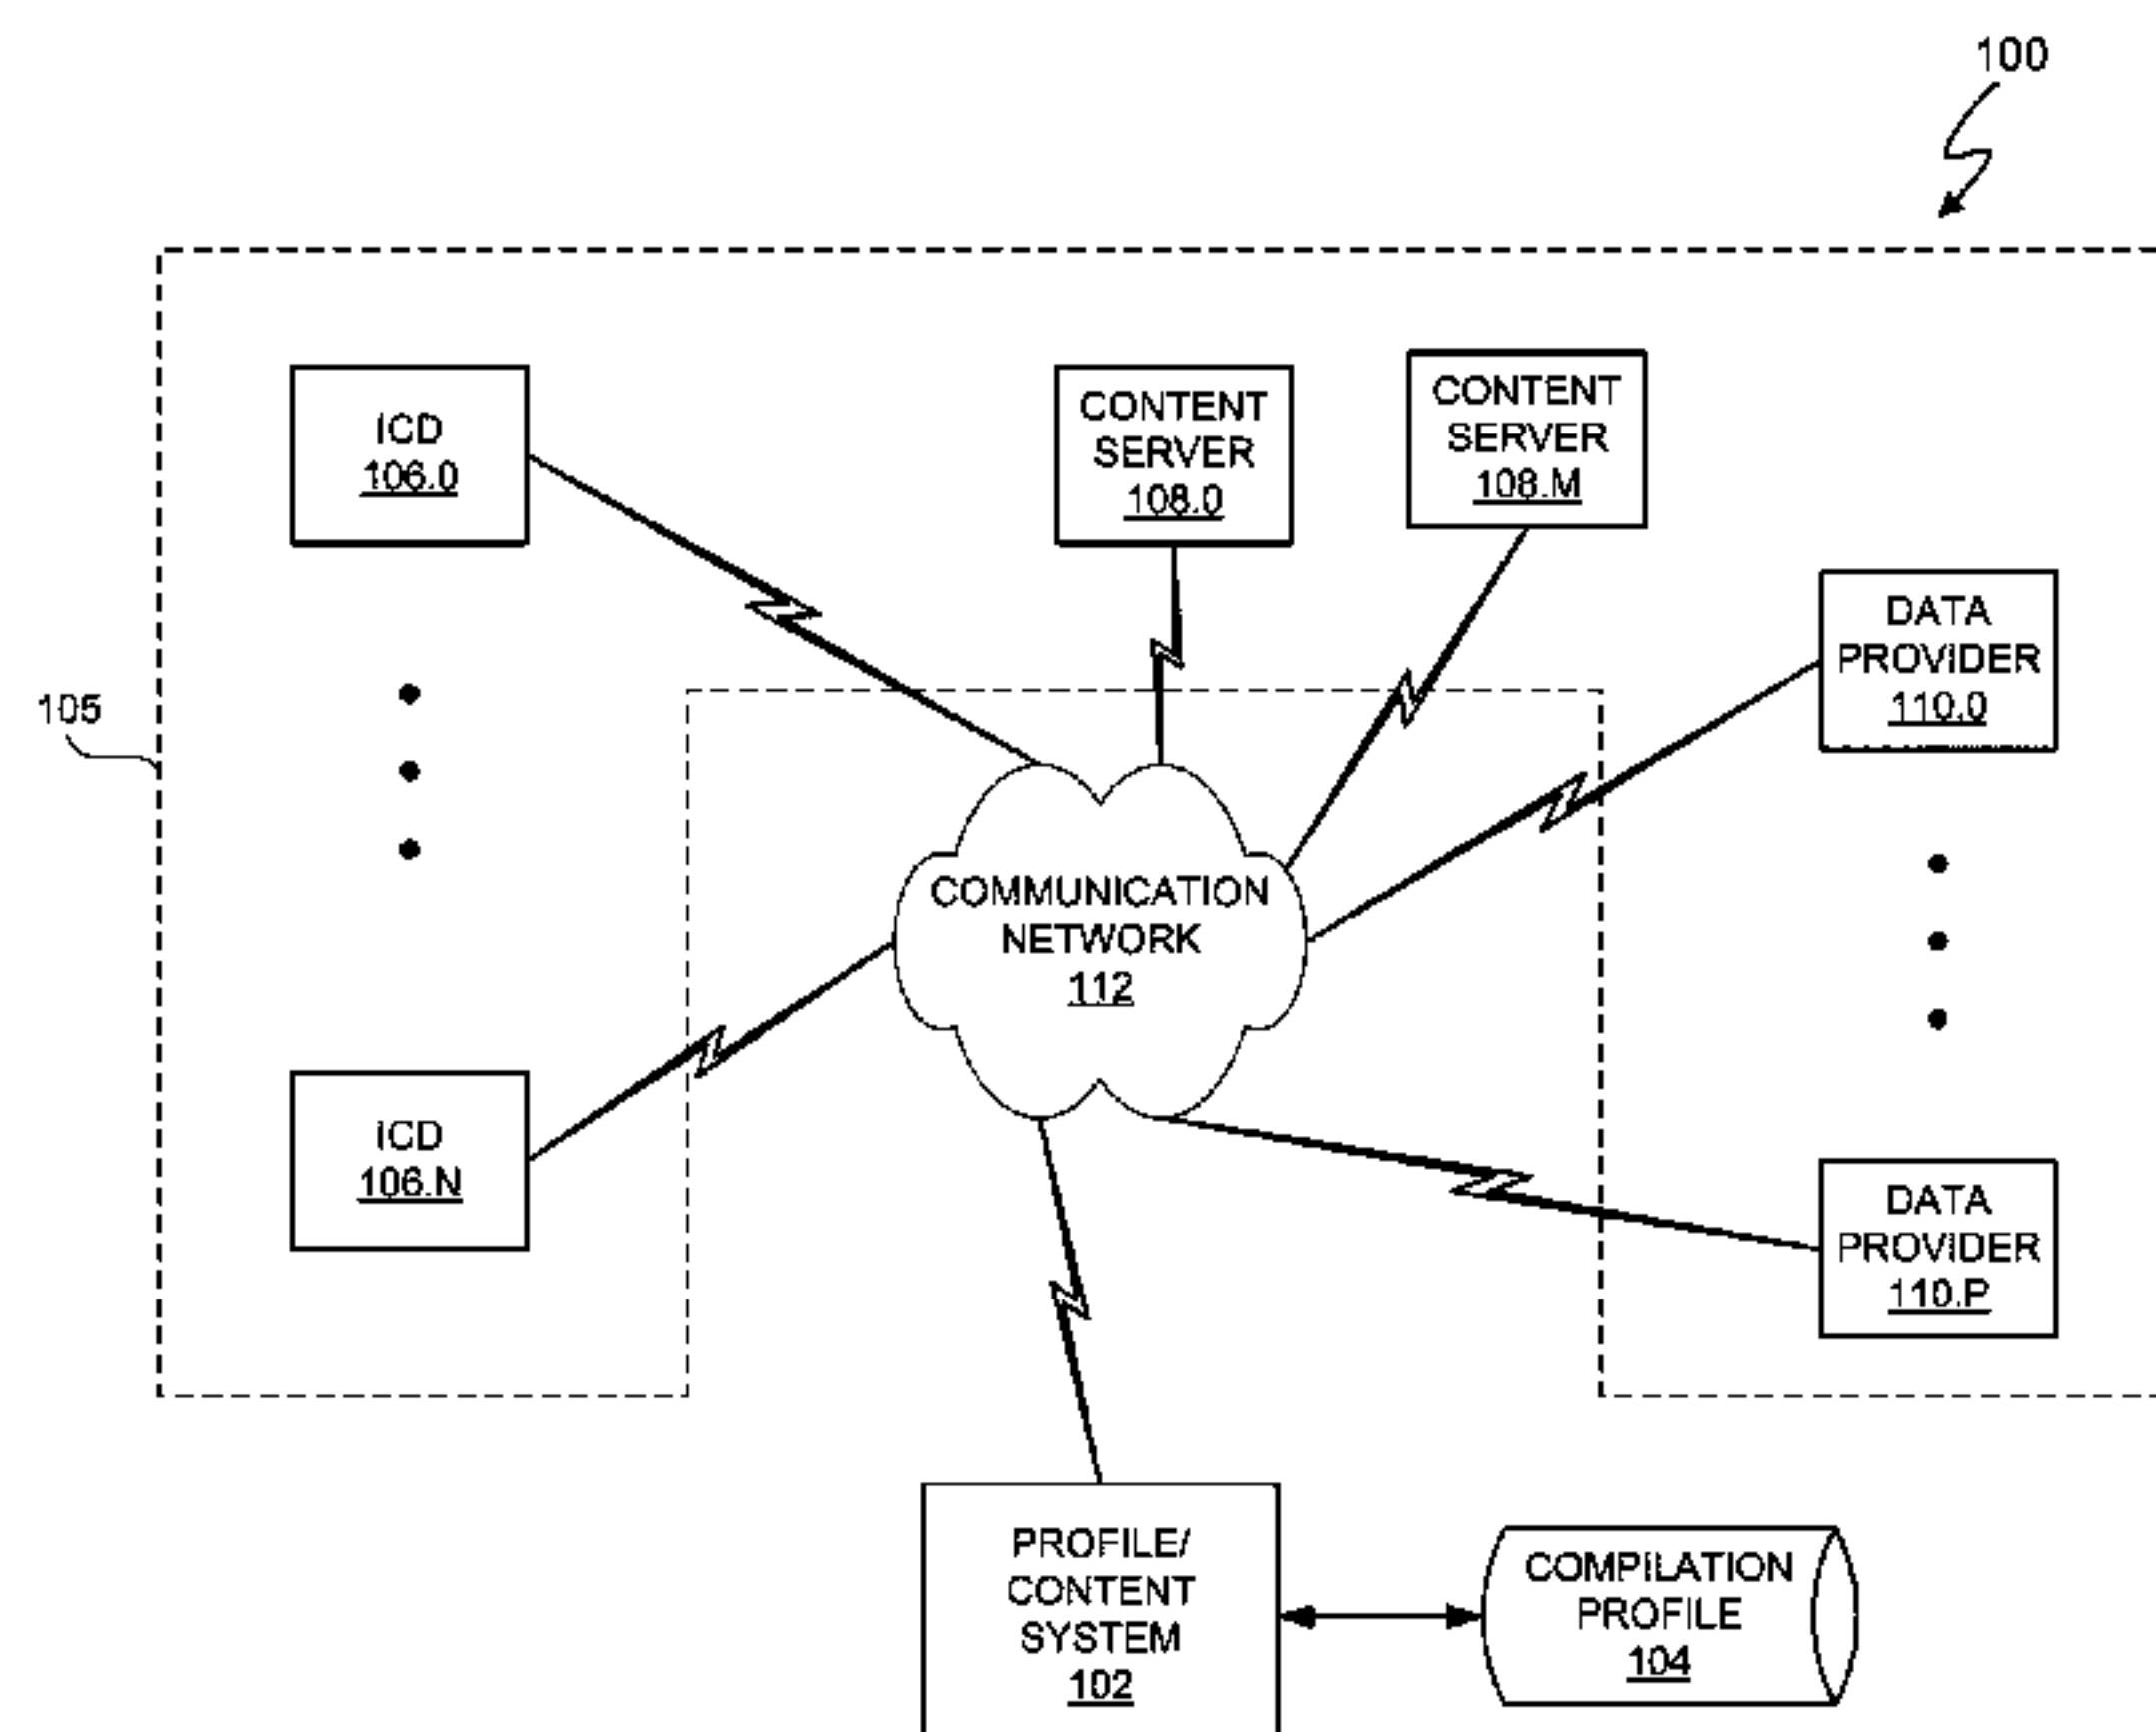 100
ICD
106.0
CONTENT
SERVER
108.0
CONTENT
SERVER
108.M
DATA
PROVIDER
110.0
105
COMMUNICATION
NETWORK
112
ICD
106.N
DATA
PROVIDER
110.P
PROFILE/
CONTENT
SYSTEM
102
COMPILATION
PROFILE
104